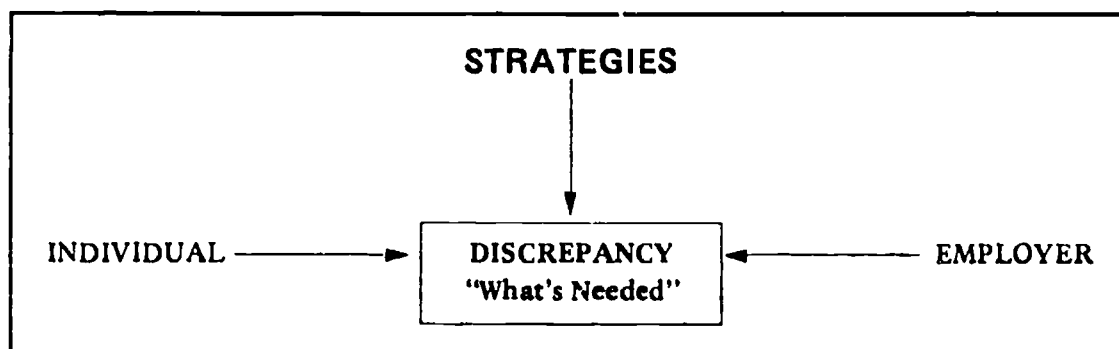 STRATEGIES
INDIVIDUAL
DISCREPANCY
“What's Needed”
EMPLOYER